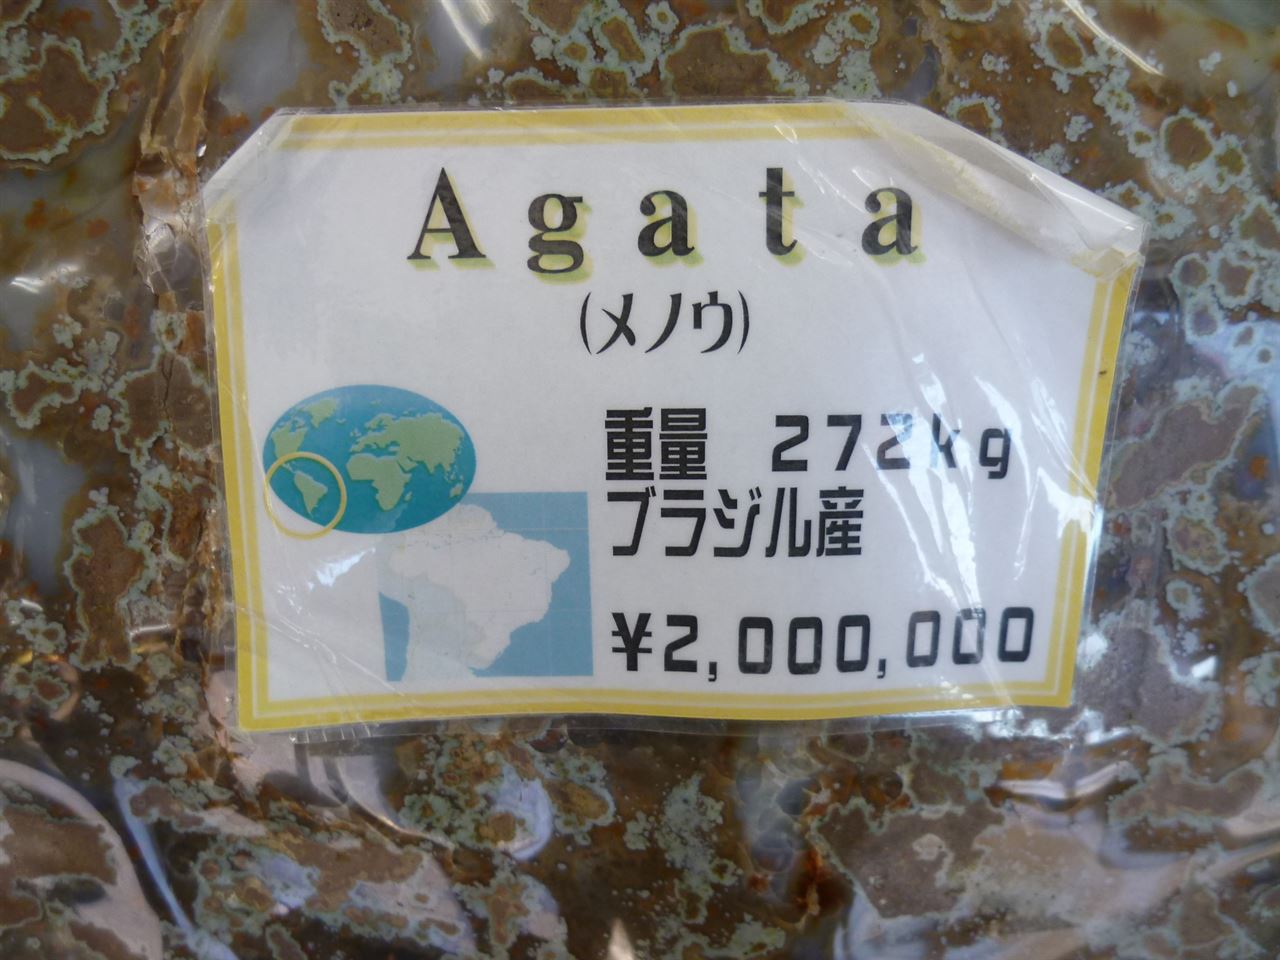 Agata
(メノウ)
重量 272kg
ブラジル産
¥2,000,000